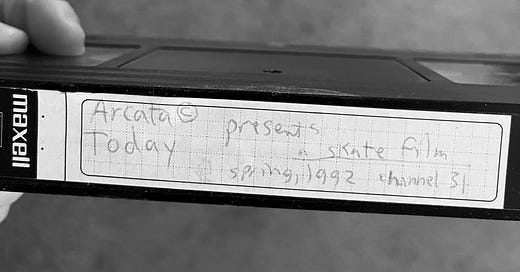 maxell
Arcata © presents
Today a skate film
spring, 1992 channel 31